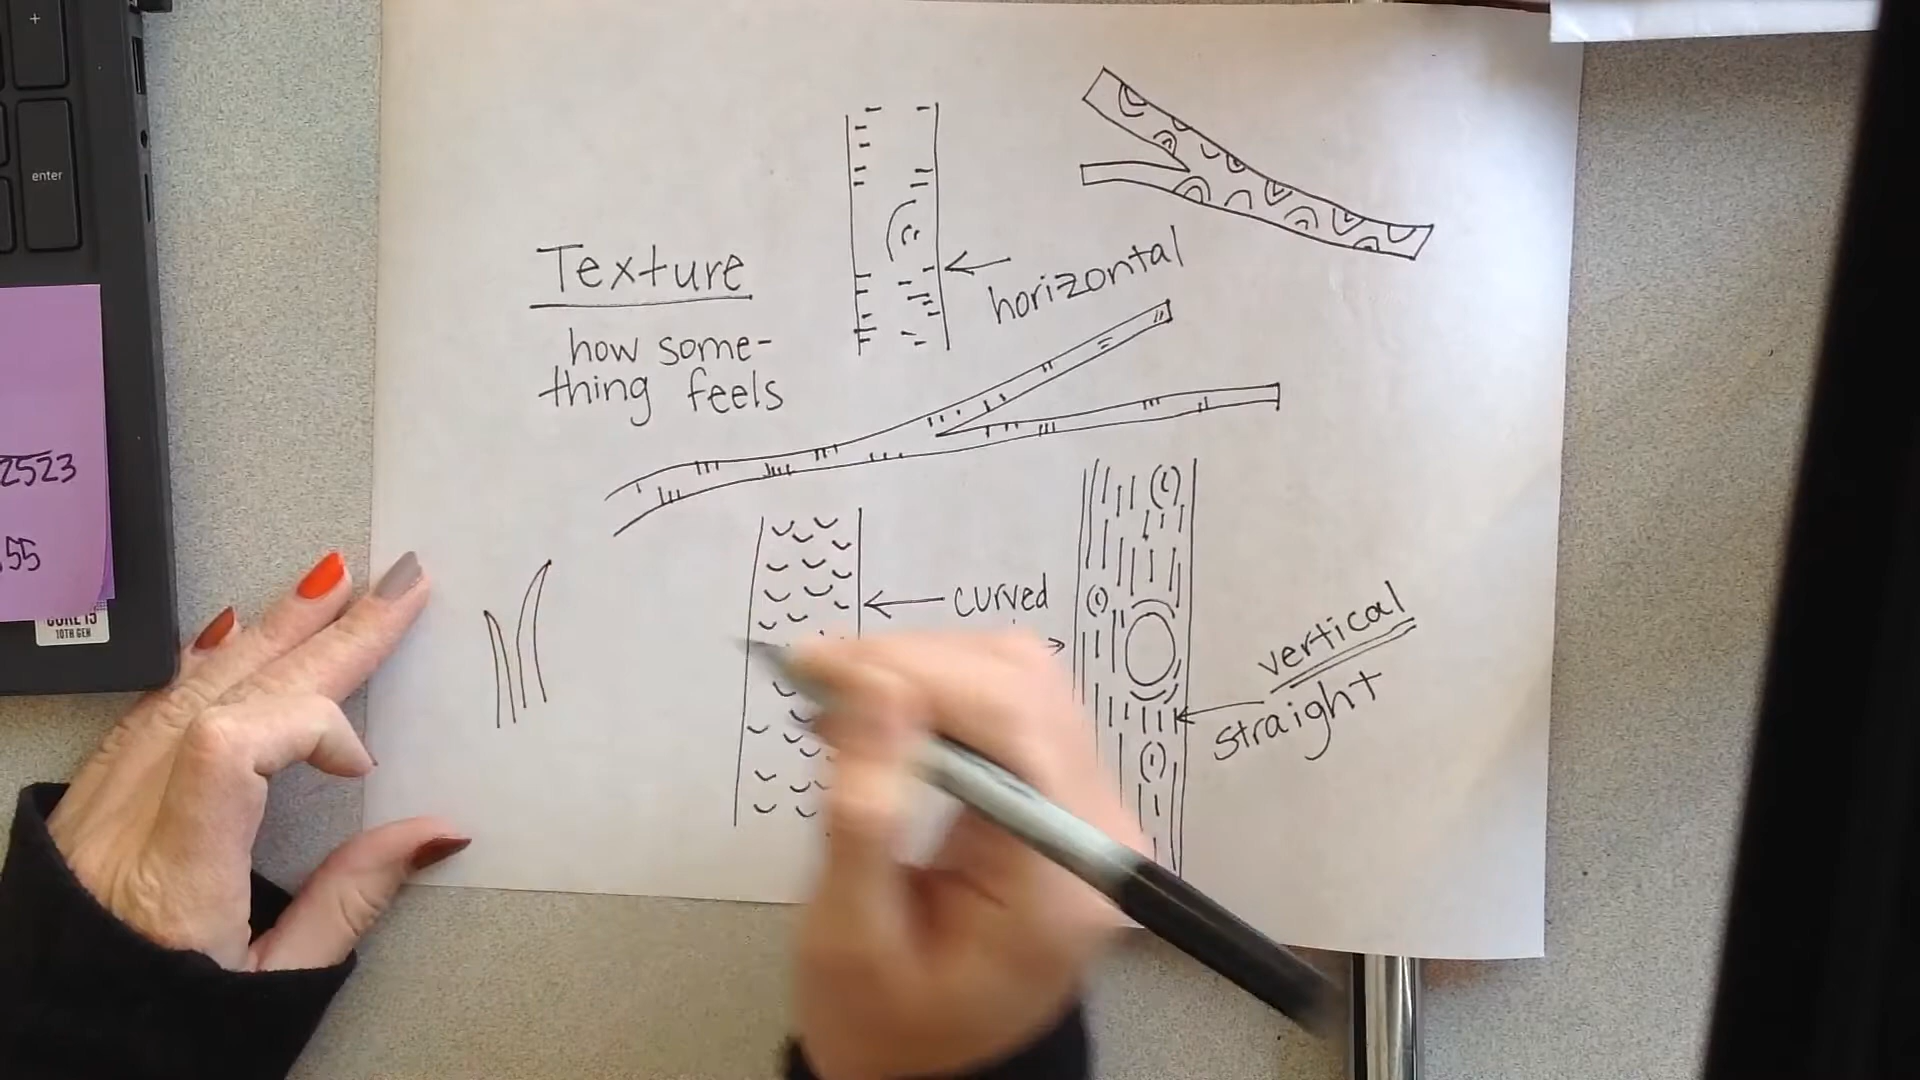 +
enter
2523
55
CORE i5
10TH GEN
Texture
how some-
thing feels
horizontal
curved
vertical
straight